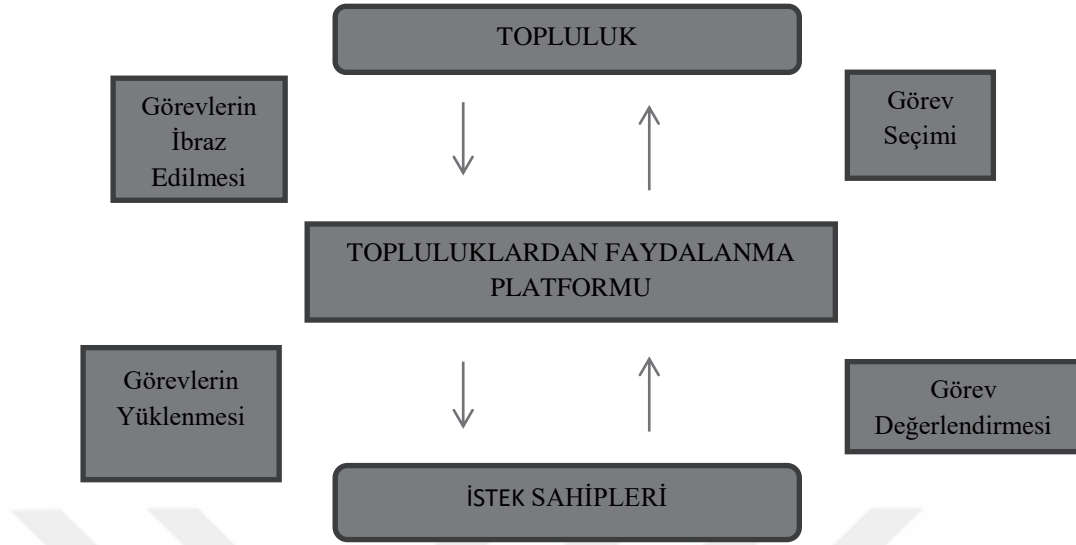 TOPLULUK
Görevlerin
İbraz
Edilmesi
Görev
Seçimi
TOPLULUKLARDAN FAYDALANMA
PLATFORMU
Görevlerin
Yüklenmesi
Görev
Değerlendirmesi
İSTEK SAHİPLERİ